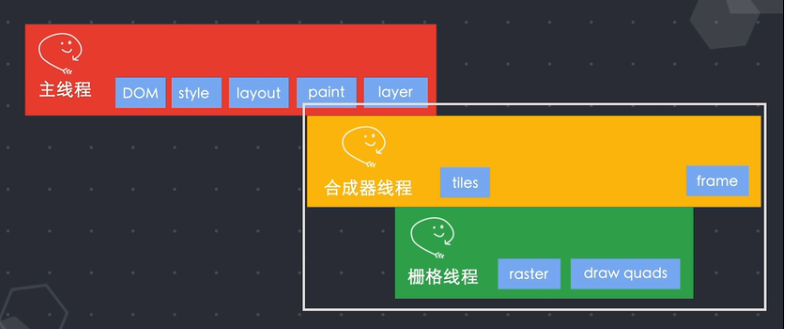 主线程
DOM
style
layout
paint
layer
合成器线程
tiles
frame
栅格线程
raster
draw quads